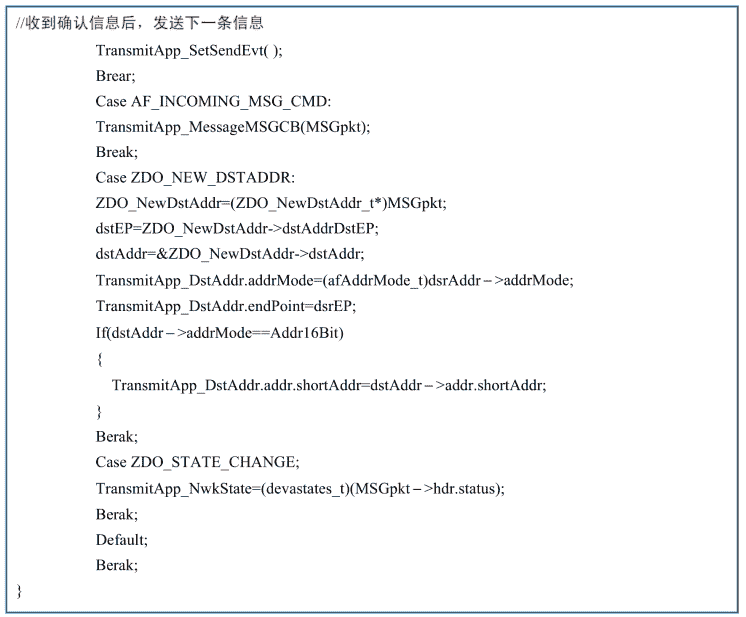 //收到确认信息后，发送下一条信息
TransmitApp_SetSendEvt( );
Brear;
Case AF_INCOMING_MSG_CMD:
TransmitApp_MessageMSGCB(MSGpkt);
Break;
Case ZDO_NEW_DSTADDR:
ZDO_NewDstAddr=(ZDO_NewDstAddr_t*)MSGpkt;
dstEP=ZDO_NewDstAddr->dstAddrDstEP;
dstAddr=&ZDO_NewDstAddr->dstAddr;
TransmitApp_DstAddr.addrMode=(afAddrMode_t)dsrAddr－>addrMode;
TransmitApp_DstAddr.endPoint=dsrEP;
If(dstAddr－>addrMode==Addr16Bit)
{
TransmitApp_DstAddr.addr.shortAddr=dstAddr－>addr.shortAddr;
}
Berak;
Case ZDO_STATE_CHANGE;
TransmitApp_NwkState=(devastates_t)(MSGpkt－>hdr.status);
Berak;
Default;
Berak;
}